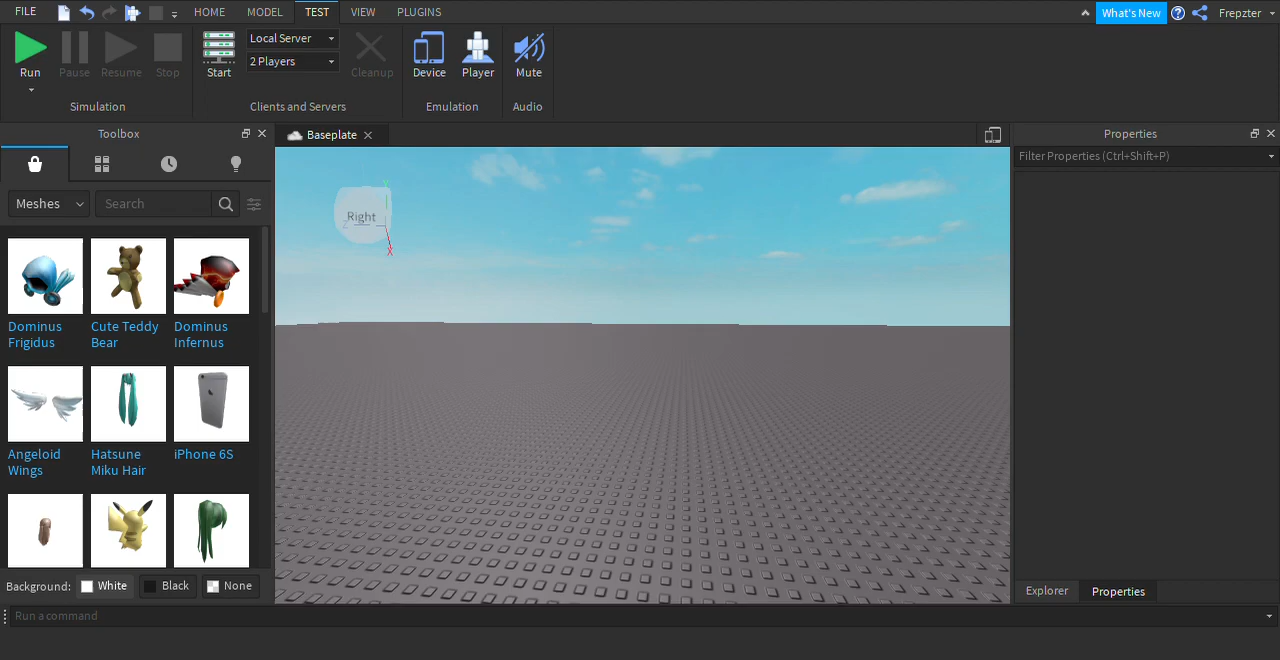 FILE HOME MODEL TEST VIEW PLUGINS What's New Frepzter
Run Pause Resume Stop Start Local Server 2 Players Cleanup Device Player Mute
Simulation Clients and Servers Emulation Audio
Toolbox Baseplate Properties
Filter Properties (Ctrl+Shift+P)
Meshes Search
Right
Y
Z
X
Dominus Frigidus
Cute Teddy Bear
Dominus Infernus
Angeloid Wings
Hatsune Miku Hair
iPhone 6S
Background: White Black None
Explorer Properties
Run a command